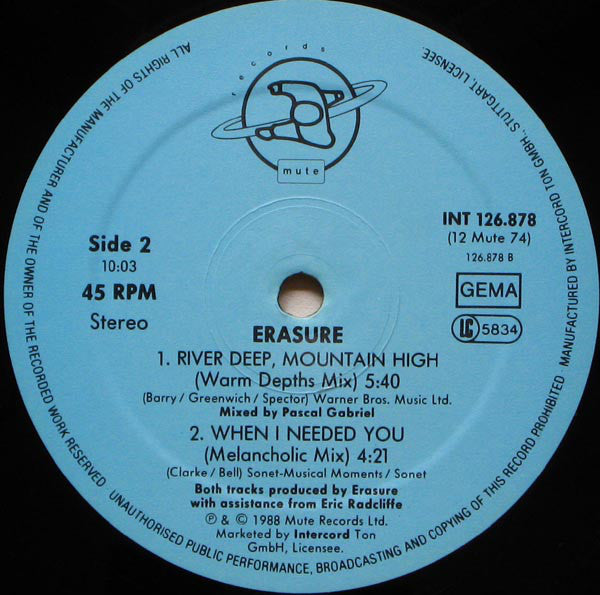 records
mute
Side 2
10:03
45 RPM
Stereo
INT 126.878
(12 Mute 74)
126.878 B
GEMA
LC 5834
ERASURE
1. RIVER DEEP, MOUNTAIN HIGH
(Warm Depths Mix) 5:40
(Barry / Greenwich / Spector) Warner Bros. Music Ltd.
Mixed by Pascal Gabriel
2. WHEN I NEEDED YOU
(Melancholic Mix) 4:21
(Clarke / Bell) Sonet-Musical Moments / Sonet
Both tracks produced by Erasure
with assistance from Eric Radcliffe
℗ & © 1988 Mute Records Ltd.
Marketed by Intercord Ton
GmbH, Licensee.
ALL RIGHTS OF THE MANUFACTURER AND OF THE OWNER OF THE RECORDED WORK RESERVED · UNAUTHORISED PUBLIC PERFORMANCE, BROADCASTING AND COPYING OF THIS RECORD PROHIBITED · MANUFACTURED BY INTERCORD TON GMBH., STUTTGART, LICENSEE.